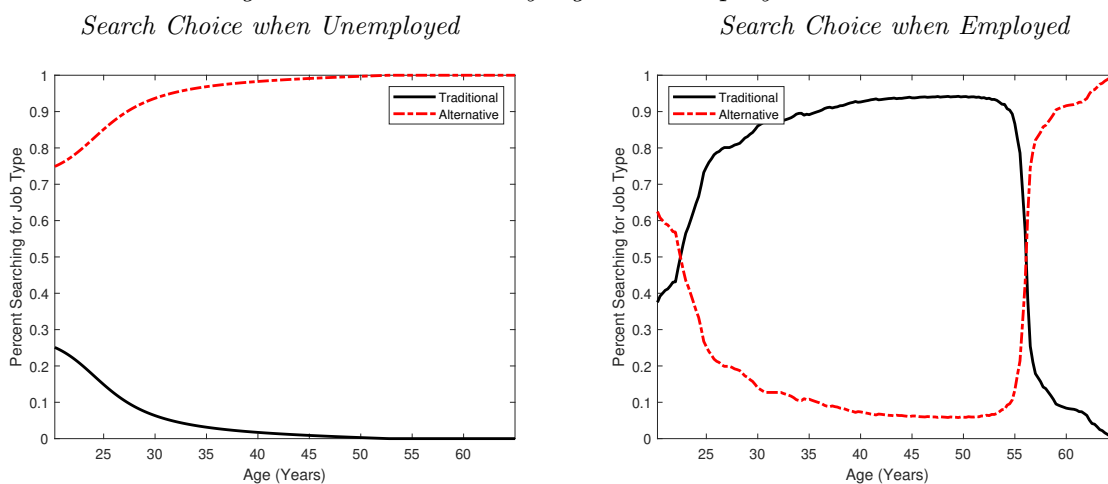 Search Choice when Unemployed
Search Choice when Employed
1
0.9
0.8
0.7
0.6
0.5
0.4
0.3
0.2
0.1
0
Percent Searching for Job Type
Traditional
Alternative
25 30 35 40 45 50 55 60
Age (Years)
1
0.9
0.8
0.7
0.6
0.5
0.4
0.3
0.2
0.1
0
Percent Searching for Job Type
Traditional
Alternative
25 30 35 40 45 50 55 60
Age (Years)